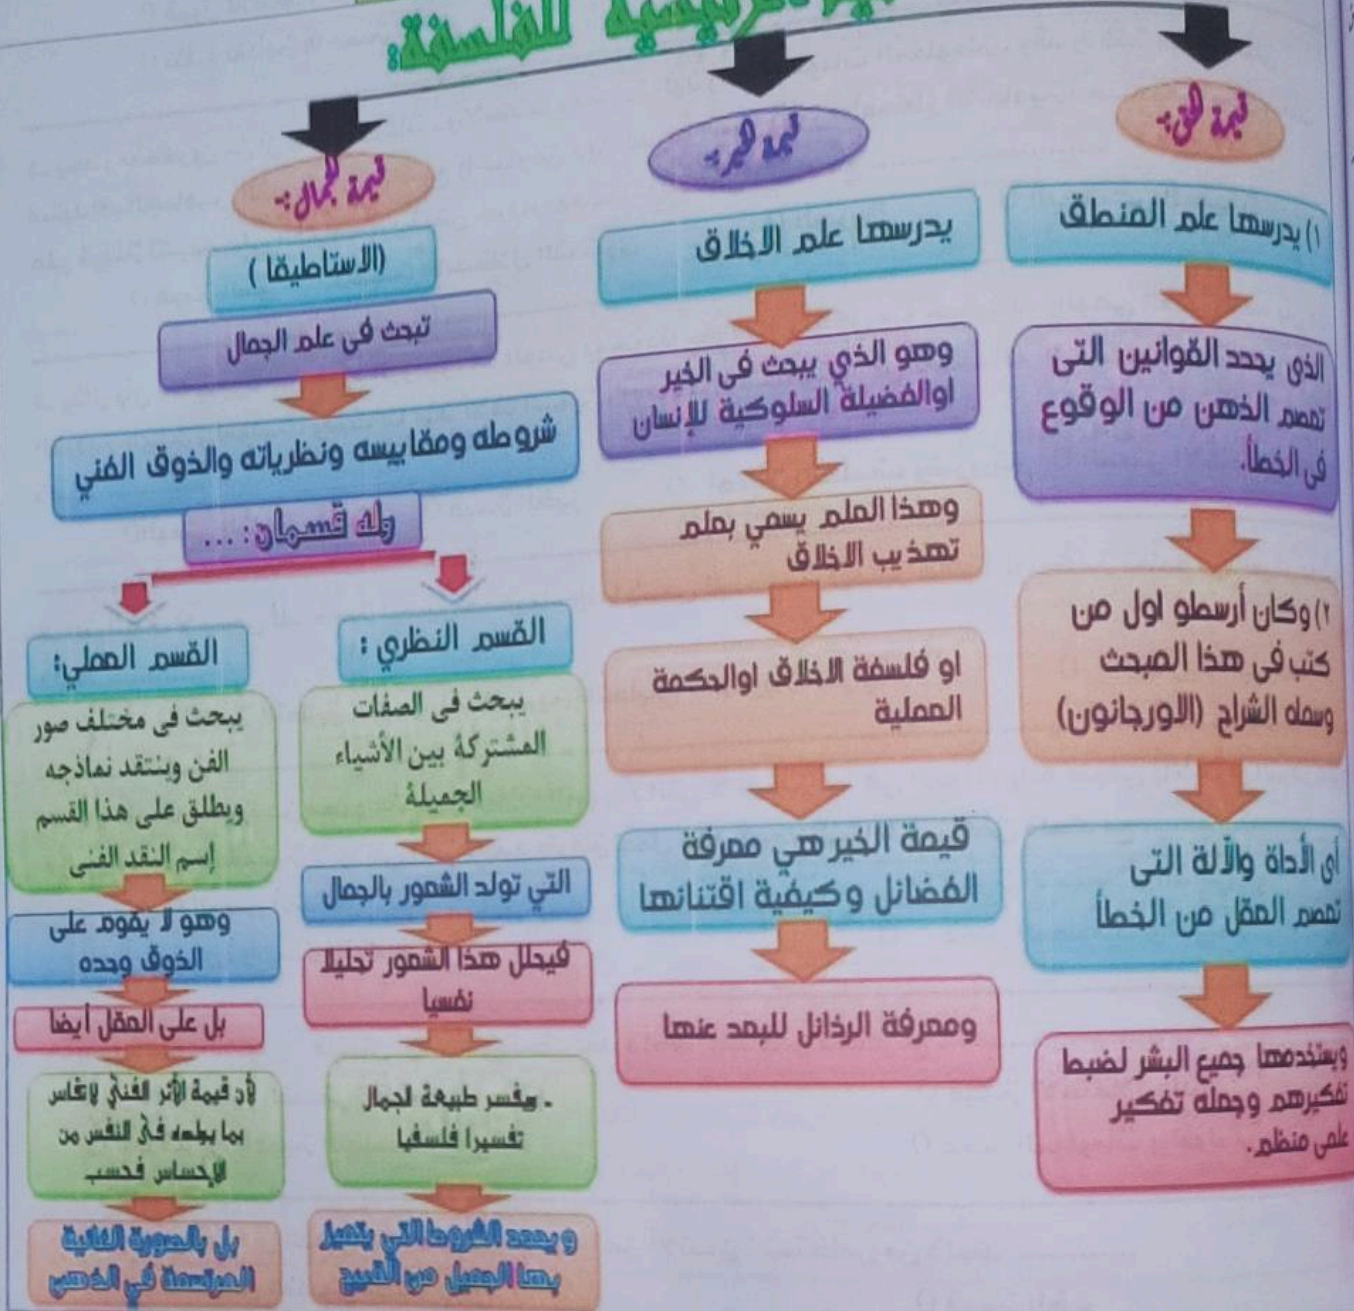 الرئيسية للفلسفة:
قيمة الحق:-
١) يدرسها علم المنطق
الذى يحدد القوانين التى
تعصم الذهن من الوقوع
فى الخطأ.
٢) وكان أرسطو اول من
كتب فى هذا المبحث
وسماه الشراح (الاورجانون)
أى الأداة والآلة التى
تعصم العقل من الخطأ
ويستخدمها جميع البشر لضبط
تفكيرهم وجعله تفكير
علمى منظم.
قيمة الخير:-
يدرسها علم الاخلاق
وهو الذي يبحث فى الخير
اوالفضيلة السلوكية للإنسان
وهذا العلم يسمي بعلم
تهذيب الاخلاق
او فلسفة الاخلاق اوالحكمة
العملية
قيمة الخير هي معرفة
الفضائل وكيفية اقتنائها
ومعرفة الرذائل للبعد عنها
قيمة الجمال:-
(الاستاطيقا )
تبحث فى علم الجمال
شروطه ومقاييسه ونظرياته والذوق الفني
وله قسمان: ...
القسم النظري :
يبحث فى الصفات
المشتركة بين الأشياء
الجميلة
التي تولد الشعور بالجمال
فيحلل هذا الشعور تحليلا
نفسيا
- ويفسر طبيعة الجمال
تفسيرا فلسفيا
ويحدد الشروط التي يتميز
بها الجميل من القبيح
القسم العملي:
يبحث فى مختلف صور
الفن وينتقد نماذجه
ويطلق على هذا القسم
إسم النقد الفنى
وهو لا يقوم على
الذوق وحده
بل على العقل أيضا
لأن قيمة الأثر الفنيّ لاتقاس
بما يولده فى النفس من
الإحساس فحسب
بل بالصورة الغائية
المرتسمة في الذهن